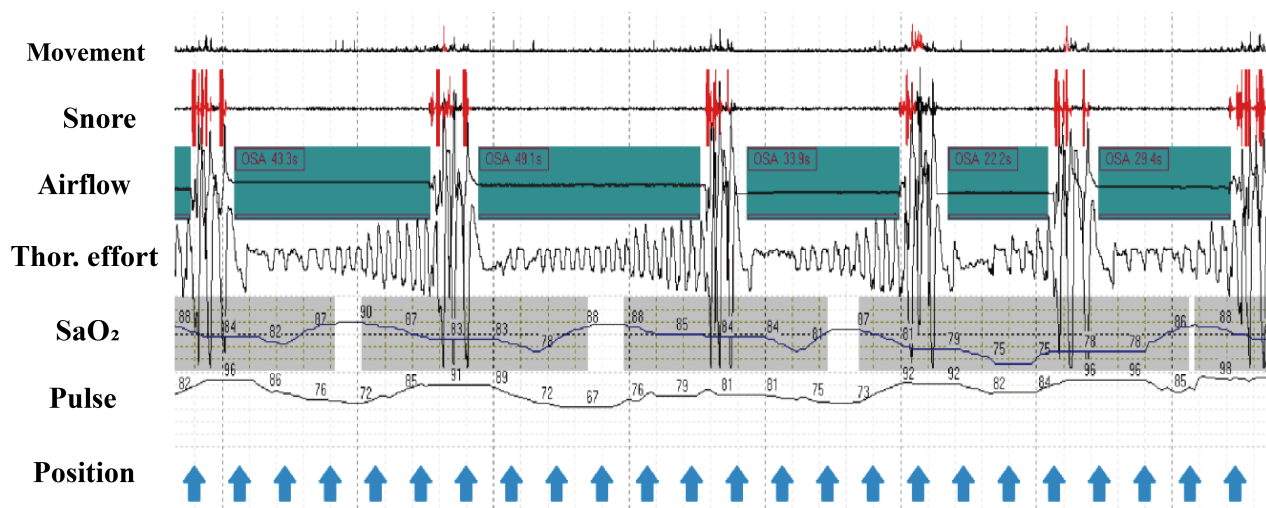 Movement
Snore
Airflow
OSA 43.3s OSA 49.1s OSA 33.9s OSA 22.2s OSA 29.4s
Thor. effort
SaO₂
88 84 82 87 90 87 83 83 78 88 88 85 84 84 81 87 81 79 75 75 78 78 86 88
Pulse
82 96 86 76 72 85 91 89 72 67 76 79 81 81 75 73 92 92 82 84 96 96 85 98
Position